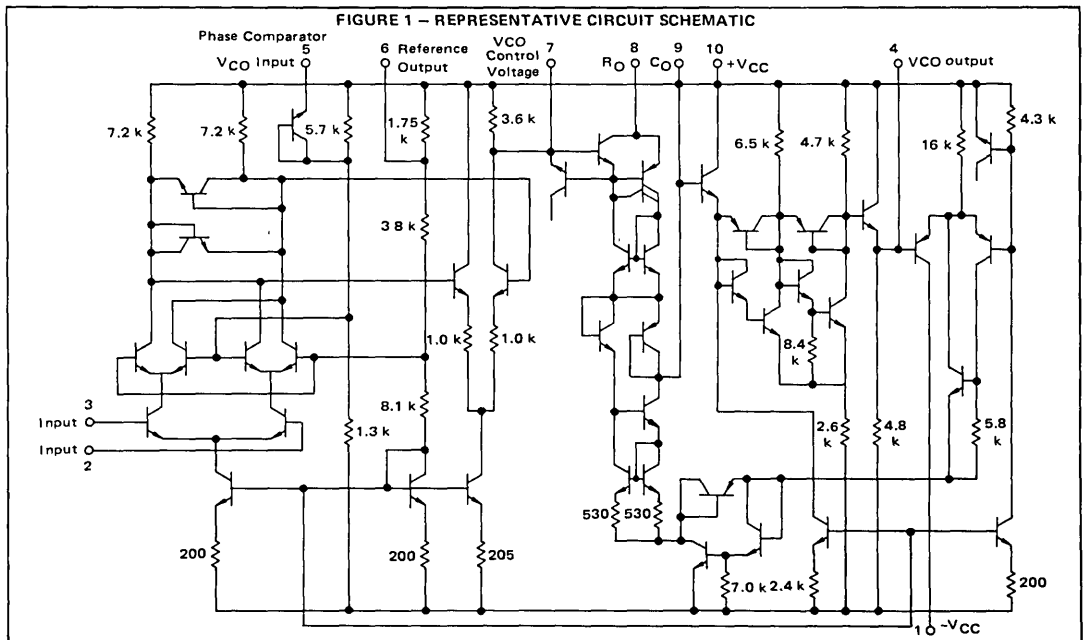 FIGURE 1 – REPRESENTATIVE CIRCUIT SCHEMATIC
Phase Comparator
VCO Input
5
6
Reference
Output
VCO
Control
Voltage
7
8
RO
9
CO
10
+VCC
4
VCO output
7.2 k
7.2 k
5.7 k
1.75
k
3.6 k
6.5 k
4.7 k
16 k
4.3 k
38 k
1.0 k
1.0 k
8.4
k
3
Input
Input
2
8.1 k
1.3 k
2.6
k
4.8
k
5.8
k
530
530
200
200
205
7.0 k
2.4 k
200
1
-VCC